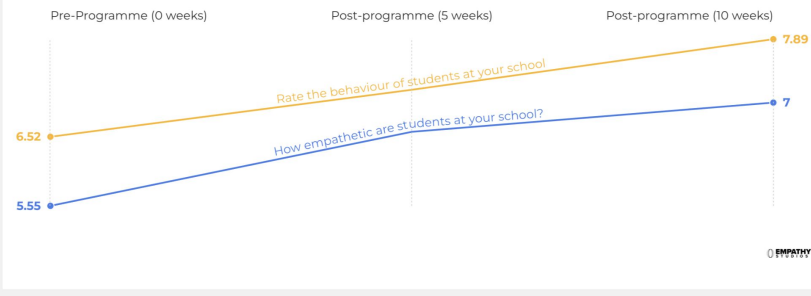 Pre-Programme (0 weeks)
Post-programme (5 weeks)
Post-programme (10 weeks)
7.89
Rate the behaviour of students at your school
7
6.52
How empathetic are students at your school?
5.55
EMPATHY
STUDIOS